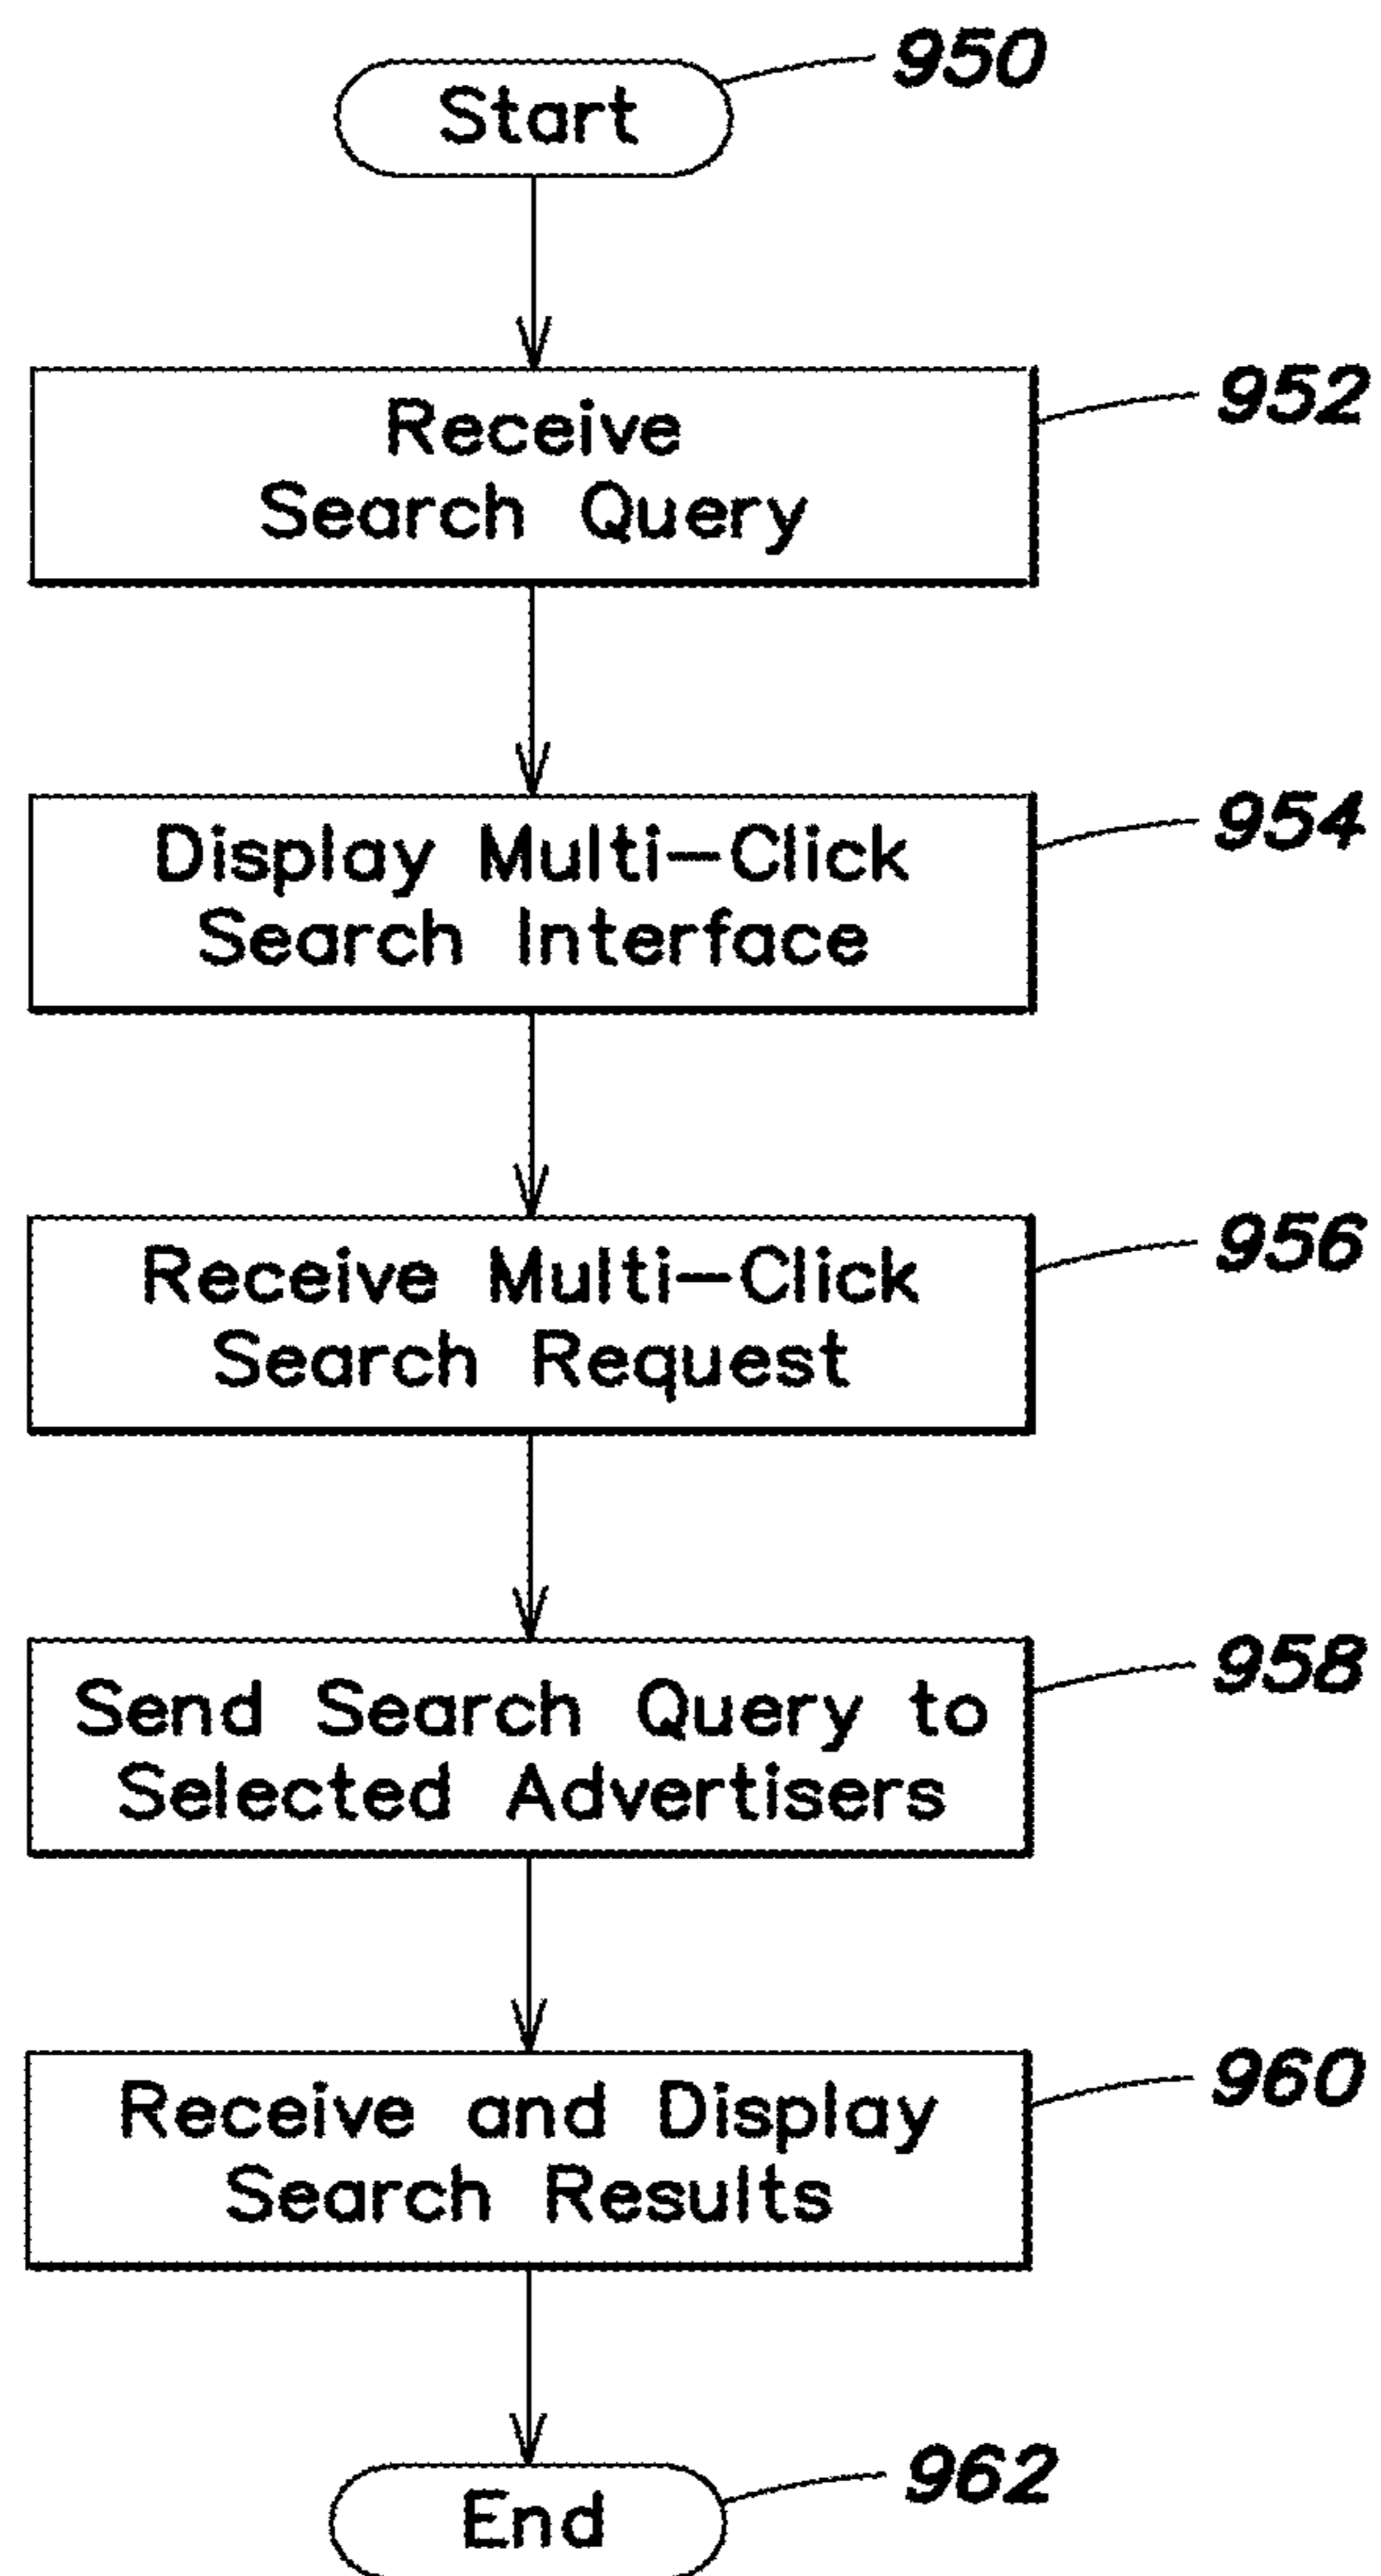 Start
950
Receive
Search Query
952
Display Multi-Click
Search Interface
954
Receive Multi-Click
Search Request
956
Send Search Query to
Selected Advertisers
958
Receive and Display
Search Results
960
End
962